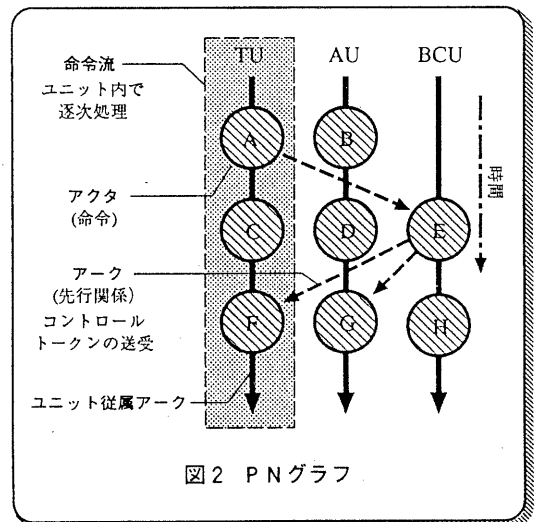 TU AU BCU
命令流
ユニット内で
逐次処理
A B
時間
アクタ
(命令)
C D E
アーク
(先行関係)
コントロール
トークンの送受
F G H
ユニット従属アーク
図2 PNグラフ